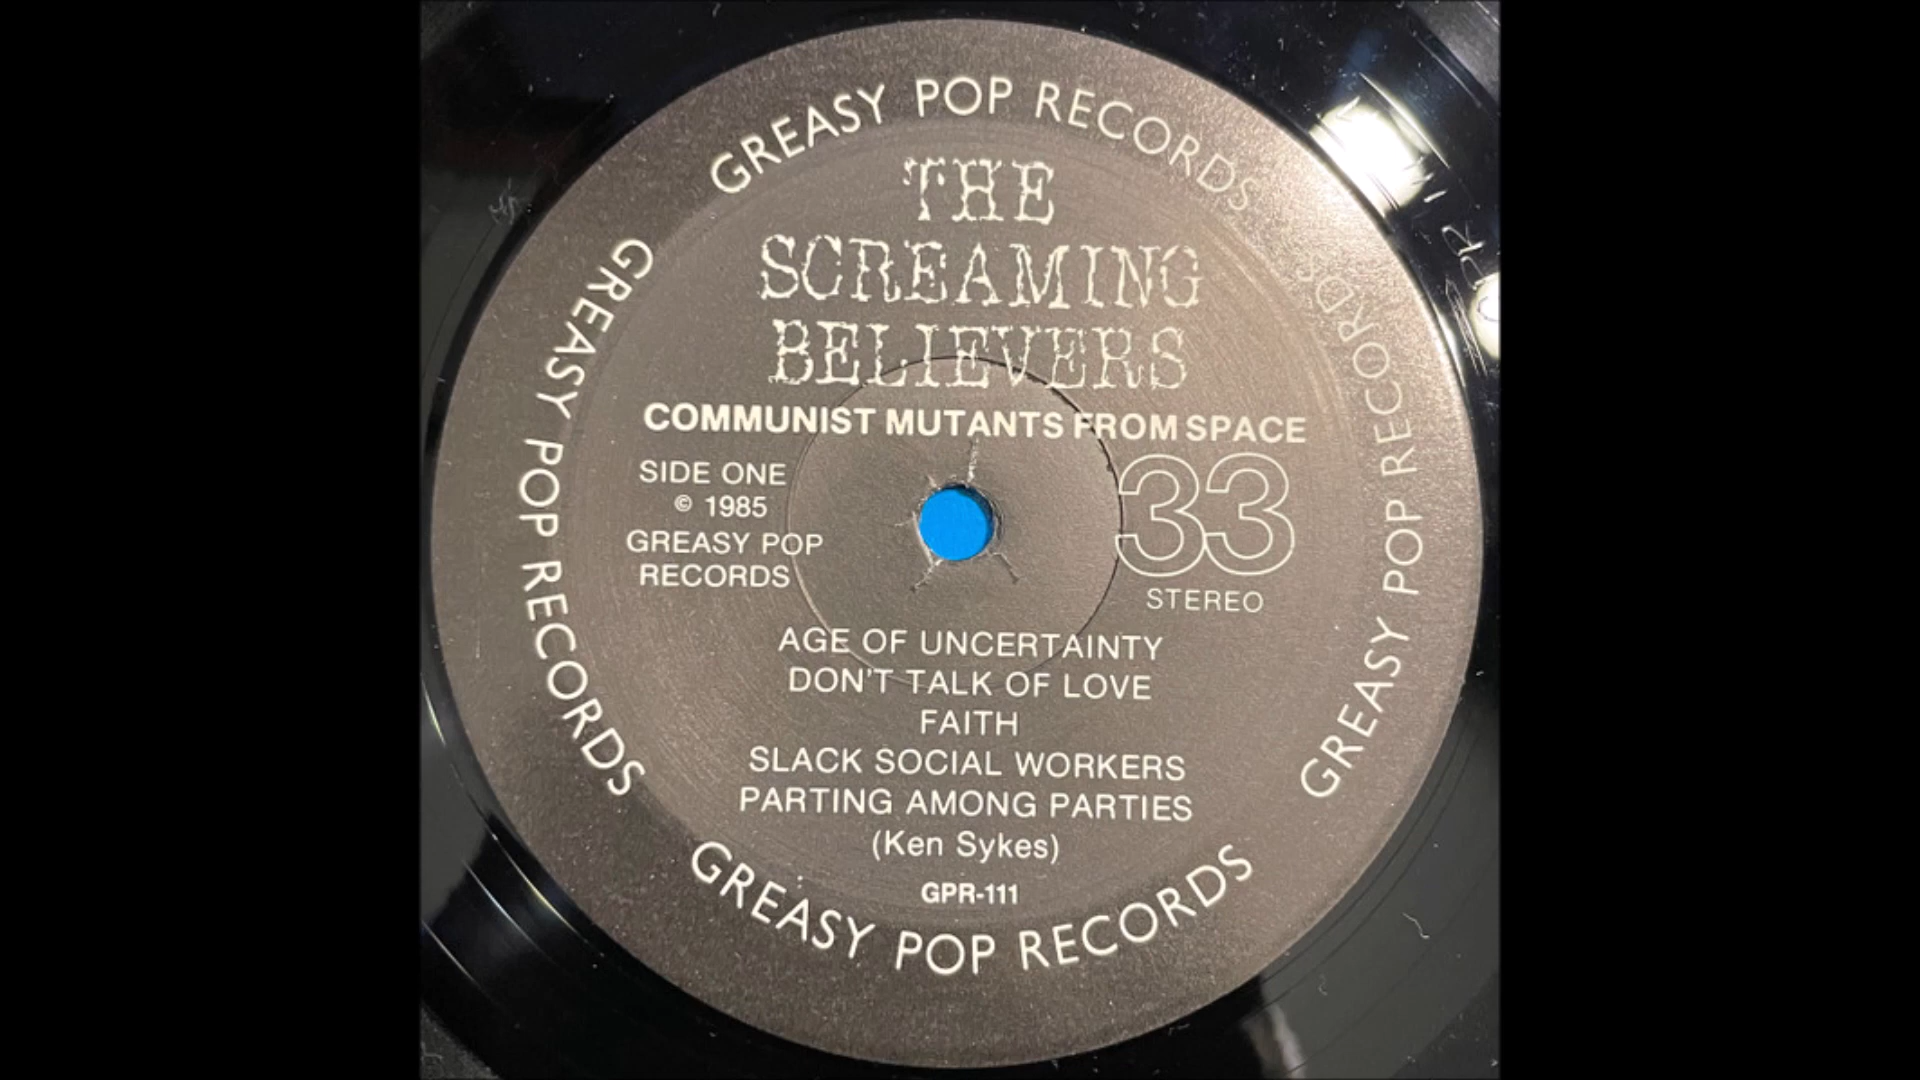 GREASY POP RECORDS
THE
SCREAMING
BELIEVERS
COMMUNIST MUTANTS FROM SPACE
SIDE ONE
© 1985
GREASY POP
RECORDS
33
STEREO
AGE OF UNCERTAINTY
DON'T TALK OF LOVE
FAITH
SLACK SOCIAL WORKERS
PARTING AMONG PARTIES
(Ken Sykes)
GPR-111
GREASY POP RECORDS
GREASY POP RECORDS
GREASY POP RECORDS